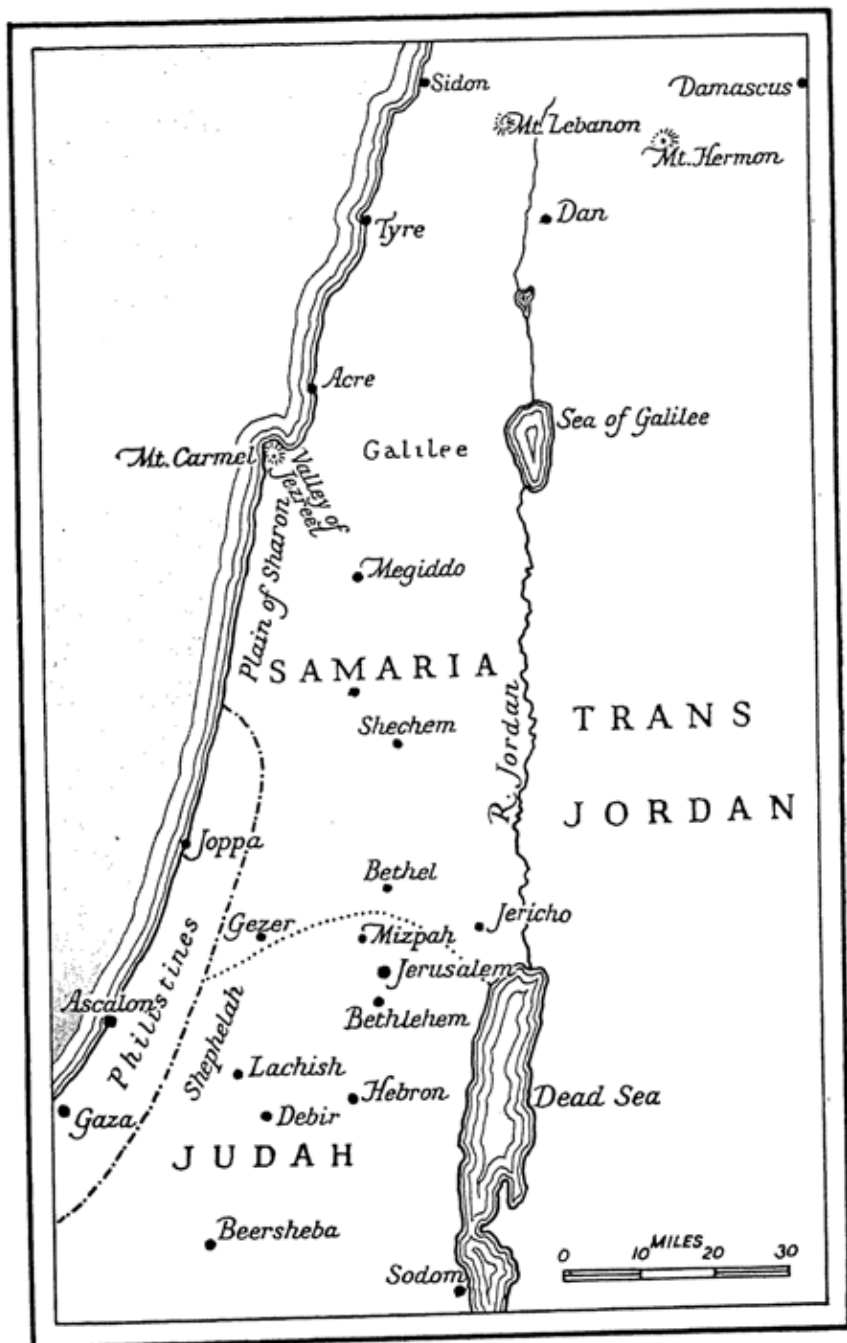 Sidon
Damascus
Mt. Lebanon
Mt. Hermon
Dan
Tyre
Acre
Sea of Galilee
Mt. Carmel
Galilee
Valley of
Jezreel
Plain of Sharon
Megiddo
SAMARIA
R. Jordan
TRANS
JORDAN
Shechem
Joppa
Bethel
Jericho
Gezer
Mizpah
Jerusalem
Philistines
Ascalon
Shephelah
Bethlehem
Lachish
Hebron
Dead Sea
Gaza
Debir
JUDAH
Beersheba
MILES
0 10 20 30
Sodom